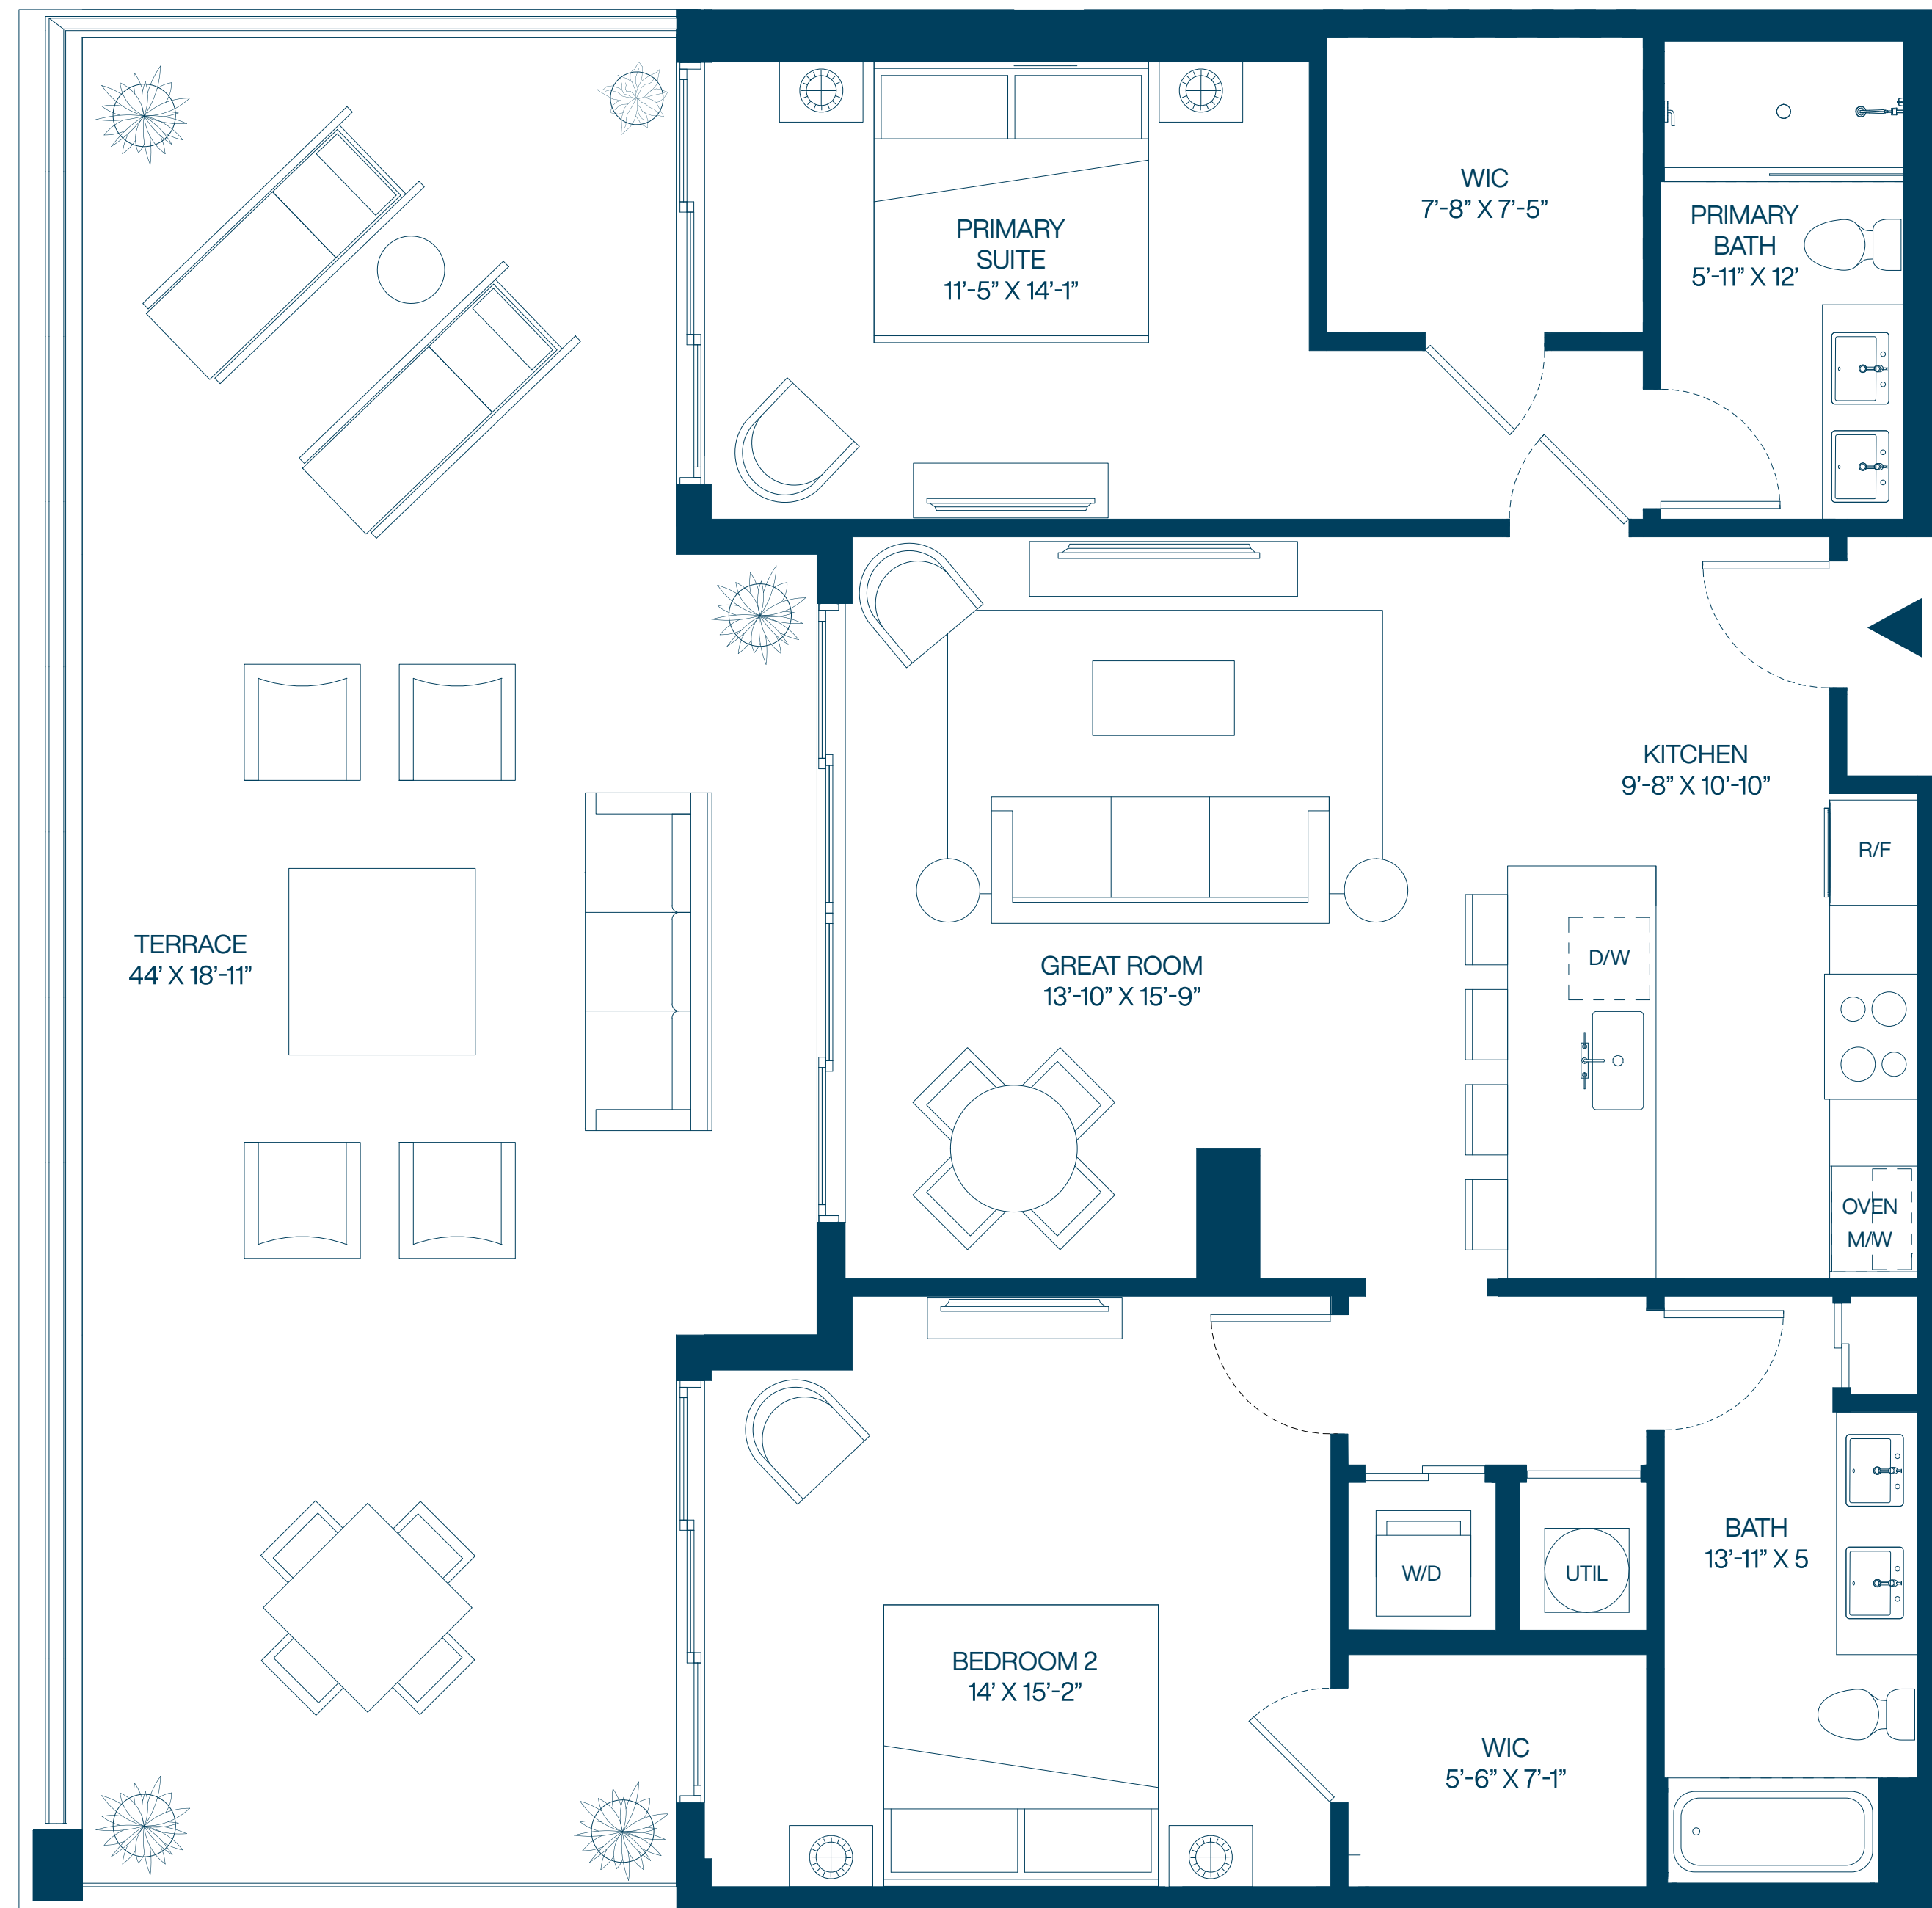 WIC
7’-8” X 7’-5”
PRIMARY
BATH
5’-11” X 12’
PRIMARY
SUITE
11’-5” X 14’-1”
KITCHEN
9’-8” X 10’-10”
R/F
D/W
TERRACE
44’ X 18’-11”
GREAT ROOM
13’-10” X 15’-9”
OVEN
M/W
BATH
13’-11” X 5
W/D
UTIL
BEDROOM 2
14’ X 15’-2”
WIC
5’-6” X 7’-1”